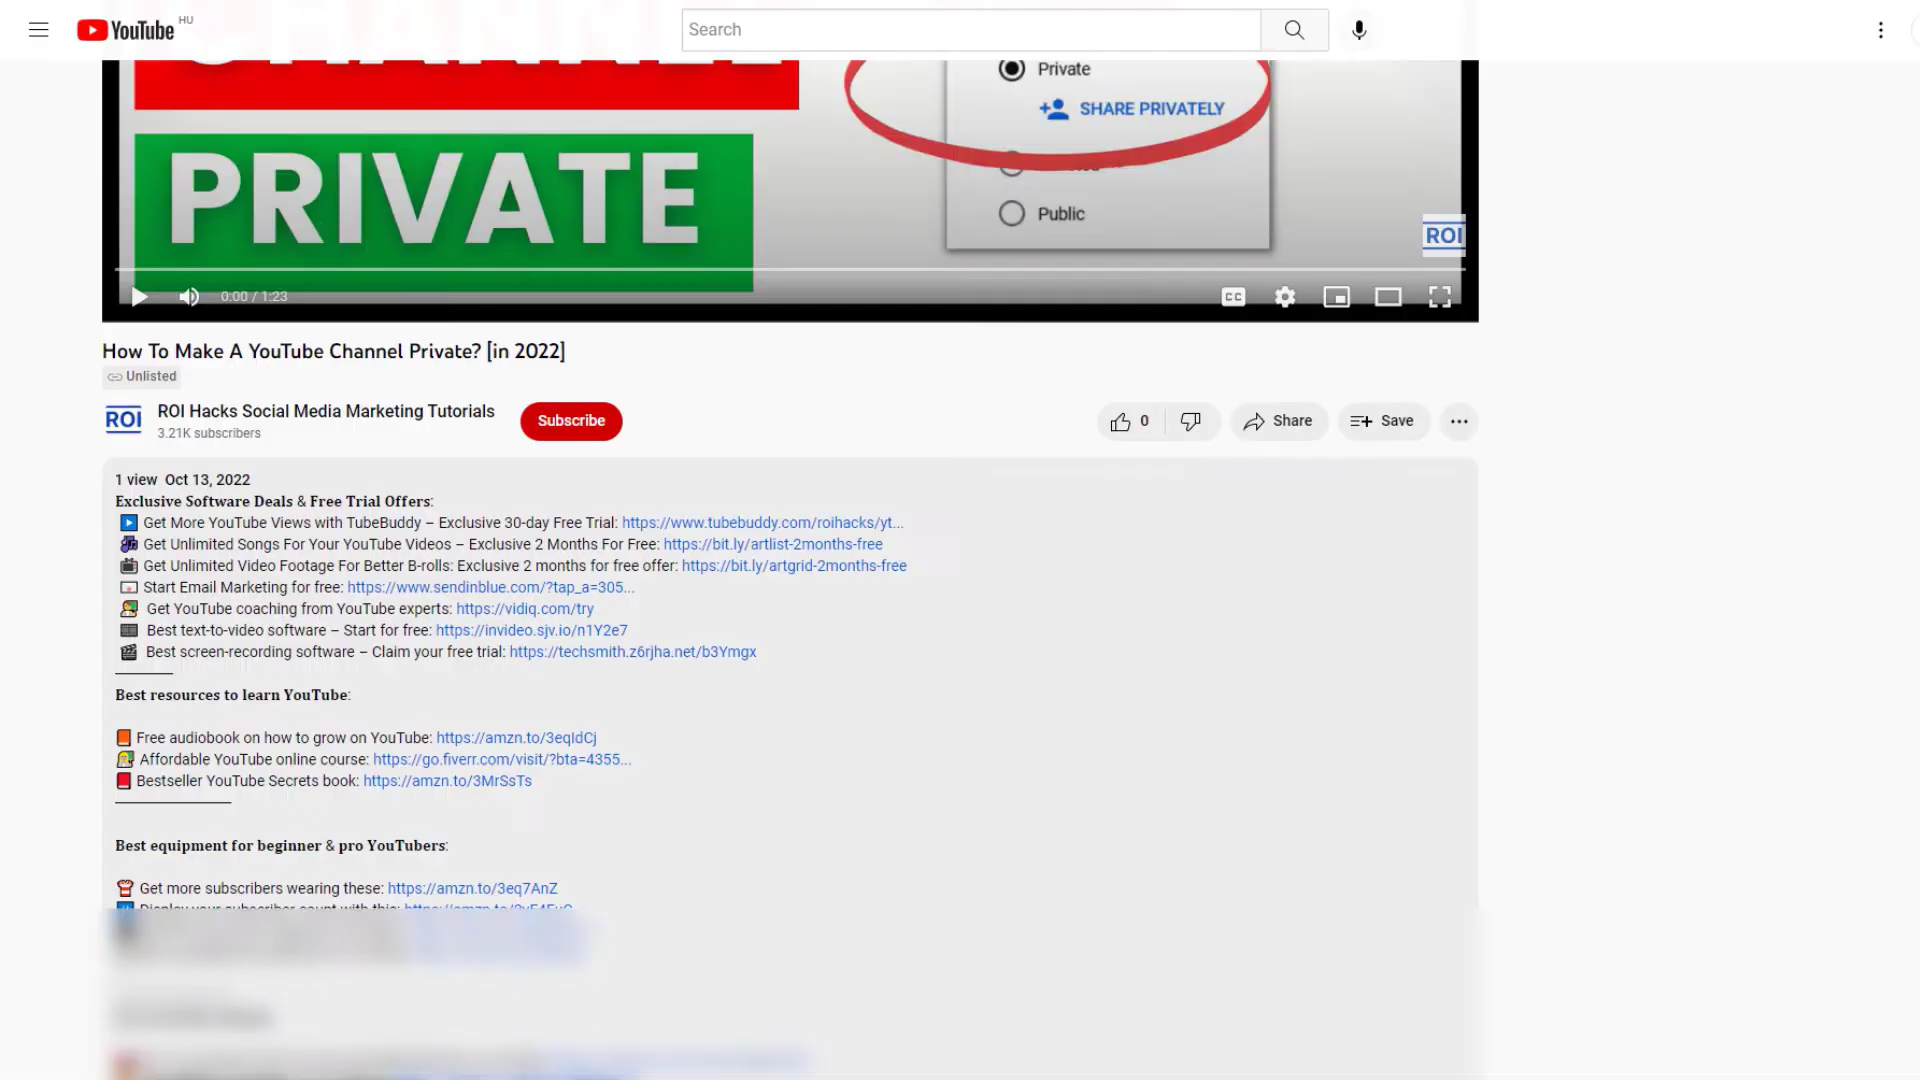 YouTube HU
Search
Private
SHARE PRIVATELY
PRIVATE
Public
ROI
0:00 / 1:23
CC
How To Make A YouTube Channel Private? [in 2022]
Unlisted
ROI
ROI Hacks Social Media Marketing Tutorials
3.21K subscribers
Subscribe
0
Share
Save
1 view Oct 13, 2022
Exclusive Software Deals & Free Trial Offers:
Get More YouTube Views with TubeBuddy – Exclusive 30-day Free Trial: https://www.tubebuddy.com/roihacks/yt...
Get Unlimited Songs For Your YouTube Videos – Exclusive 2 Months For Free: https://bit.ly/artlist-2months-free
Get Unlimited Video Footage For Better B-rolls: Exclusive 2 months for free offer: https://bit.ly/artgrid-2months-free
Start Email Marketing for free: https://www.sendinblue.com/?tap_a=305...
Get YouTube coaching from YouTube experts: https://vidiq.com/try
Best text-to-video software – Start for free: https://invideo.sjv.io/n1Y2e7
Best screen-recording software – Claim your free trial: https://techsmith.z6rjha.net/b3Ymgx
Best resources to learn YouTube:
Free audiobook on how to grow on YouTube: https://amzn.to/3eqIdCj
Affordable YouTube online course: https://go.fiverr.com/visit/?bta=4355...
Bestseller YouTube Secrets book: https://amzn.to/3MrSsTs
Best equipment for beginner & pro YouTubers:
Get more subscribers wearing these: https://amzn.to/3eq7AnZ
Display your subscriber count with this: